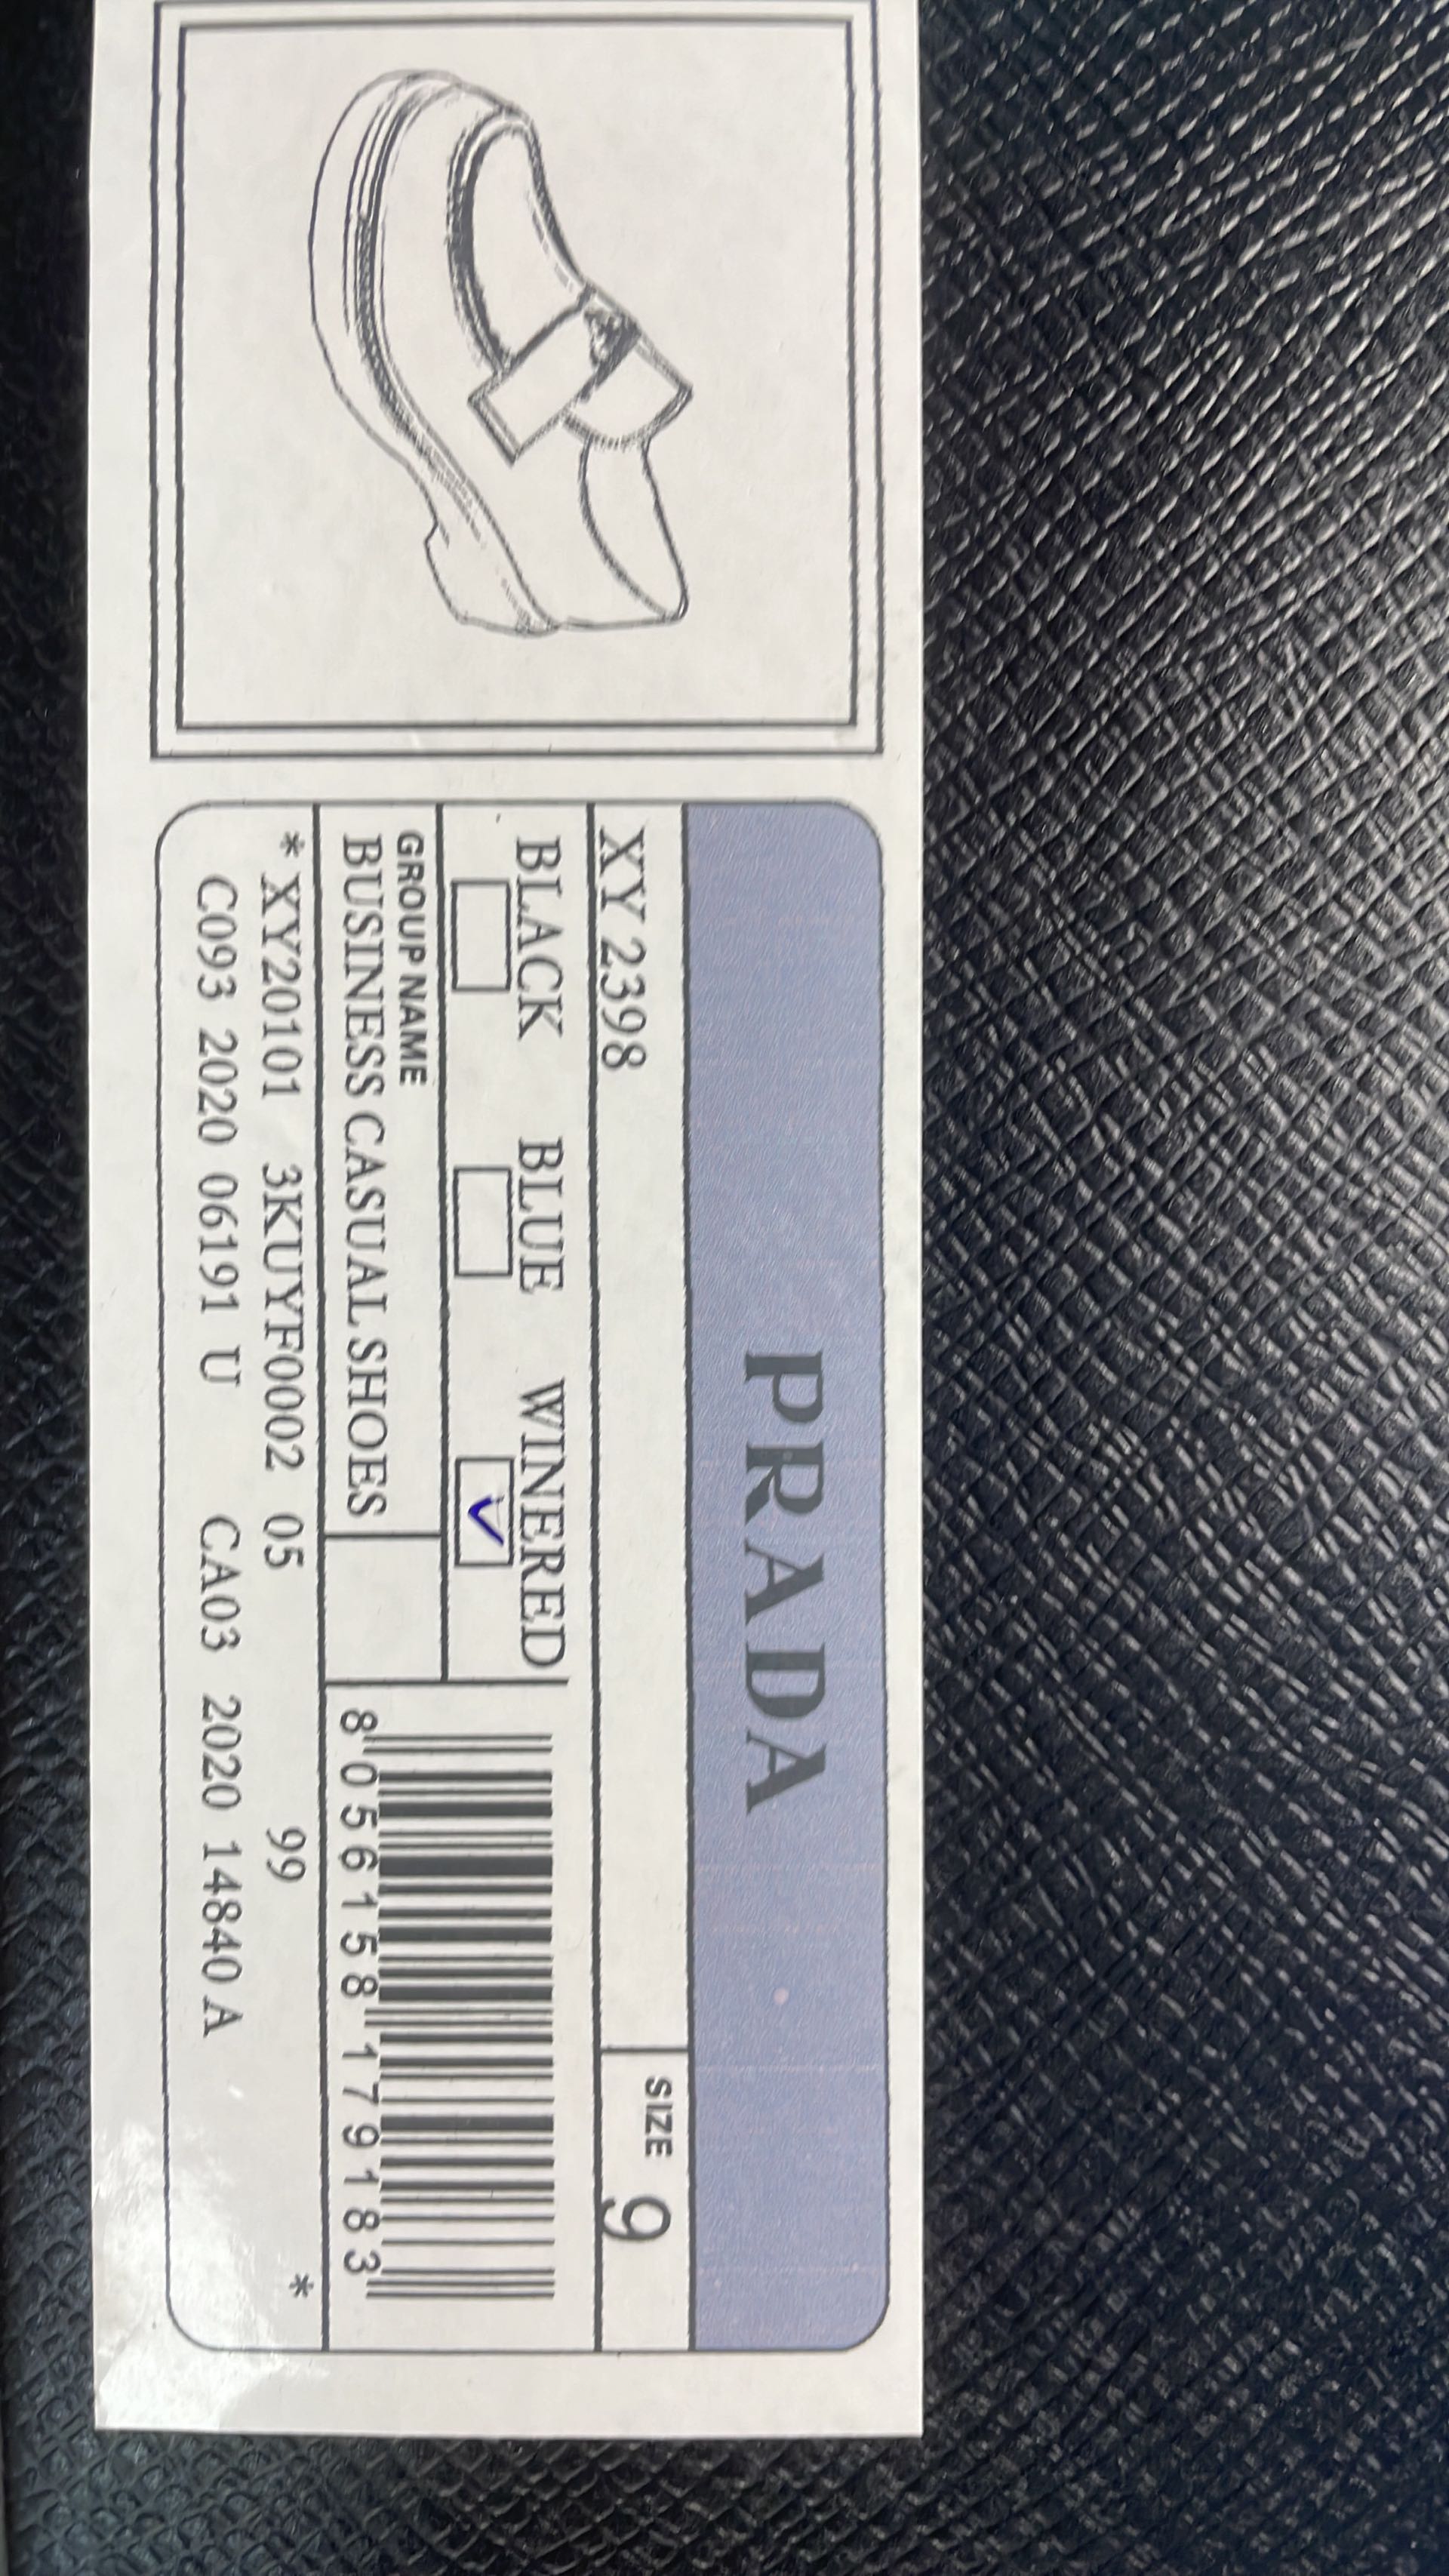 PRADA
XY 2398
SIZE 9
BLACK BLUE WINERED
GROUP NAME
BUSINESS CASUAL SHOES
8 056158 179183
* XY20101 3KUYF0002 05 99 *
C093 2020 06191 U CA03 2020 14840 A